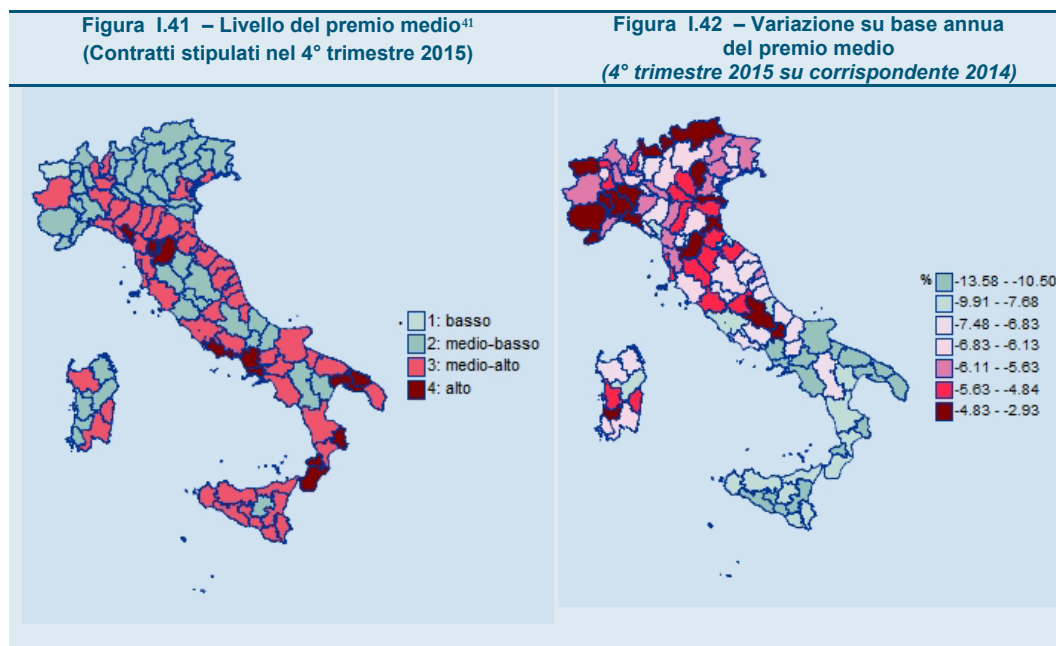 Figura I.41 – Livello del premio medio41
(Contratti stipulati nel 4° trimestre 2015)
Figura I.42 – Variazione su base annua
del premio medio
(4° trimestre 2015 su corrispondente 2014)
1: basso
2: medio-basso
3: medio-alto
4: alto
% -13.58 - -10.50
-9.91 - -7.68
-7.48 - -6.83
-6.83 - -6.13
-6.11 - -5.63
-5.63 - -4.84
-4.83 - -2.93